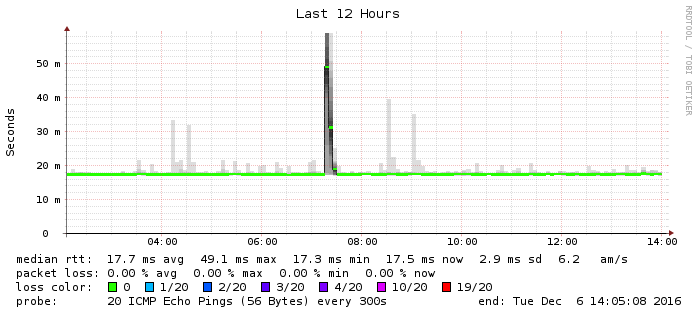 Last 12 Hours
RRDTOOL / TOBI OETIKER
Seconds
50 m
40 m
30 m
20 m
10 m
0
04:00 06:00 08:00 10:00 12:00 14:00
median rtt: 17.7 ms avg 49.1 ms max 17.3 ms min 17.5 ms now 2.9 ms sd 6.2 am/s
packet loss: 0.00 % avg 0.00 % max 0.00 % min 0.00 % now
loss color: 0 1/20 2/20 3/20 4/20 10/20 19/20
probe: 20 ICMP Echo Pings (56 Bytes) every 300s end: Tue Dec 6 14:05:08 2016